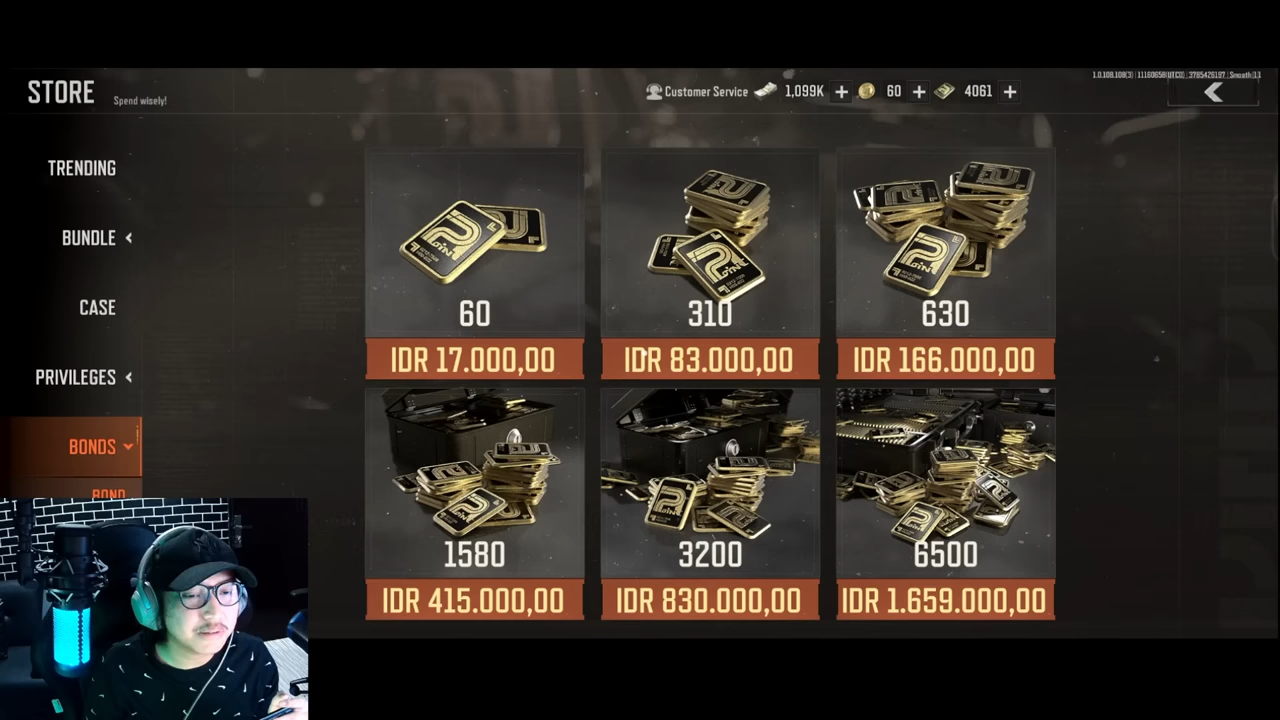 STORE
Spend wisely!
Customer Service
1,099K
60
4061
TRENDING
BUNDLE
CASE
PRIVILEGES
BONDS
BOND
60
310
630
IDR 17.000,00
IDR 83.000,00
IDR 166.000,00
1580
3200
6500
IDR 415.000,00
IDR 830.000,00
IDR 1.659.000,00